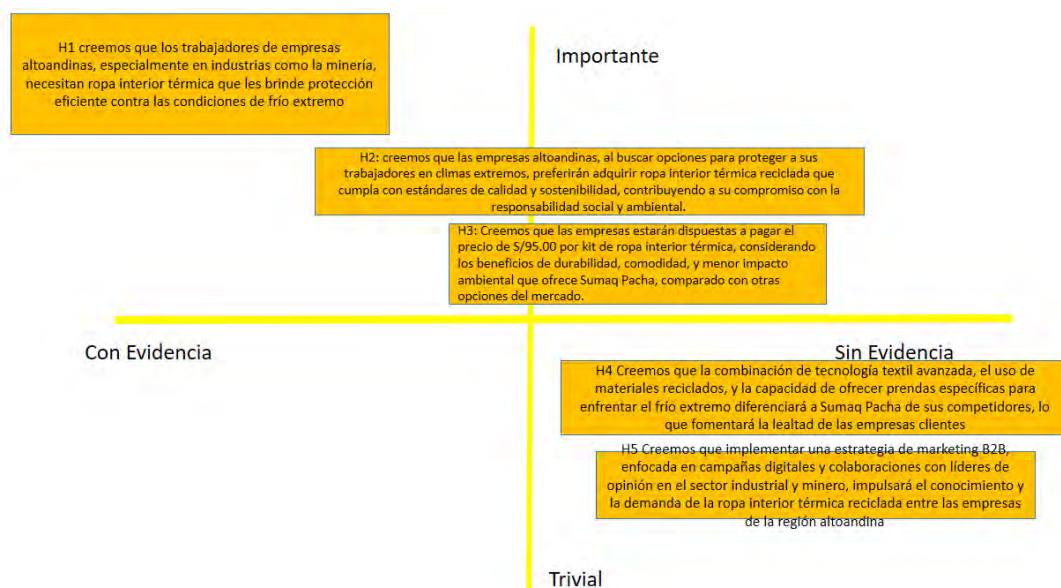 H1 creemos que los trabajadores de empresas
altoandinas, especialmente en industrias como la minería,
necesitan ropa interior térmica que les brinde protección
eficiente contra las condiciones de frío extremo
Importante
H2: creemos que las empresas altoandinas, al buscar opciones para proteger a sus
trabajadores en climas extremos, preferirán adquirir ropa interior térmica reciclada que
cumpla con estándares de calidad y sostenibilidad, contribuyendo a su compromiso con la
responsabilidad social y ambiental.
H3: Creemos que las empresas estarán dispuestas a pagar el
precio de S/95.00 por kit de ropa interior térmica, considerando
los beneficios de durabilidad, comodidad, y menor impacto
ambiental que ofrece Sumaq Pacha, comparado con otras
opciones del mercado.
Con Evidencia
Sin Evidencia
H4 Creemos que la combinación de tecnología textil avanzada, el uso de
materiales reciclados, y la capacidad de ofrecer prendas específicas para
enfrentar el frío extremo diferenciará a Sumaq Pacha de sus competidores, lo
que fomentará la lealtad de las empresas clientes
H5 Creemos que implementar una estrategia de marketing B2B,
enfocada en campañas digitales y colaboraciones con líderes de
opinión en el sector industrial y minero, impulsará el conocimiento y
la demanda de la ropa interior térmica reciclada entre las empresas
de la región altoandina
Trivial